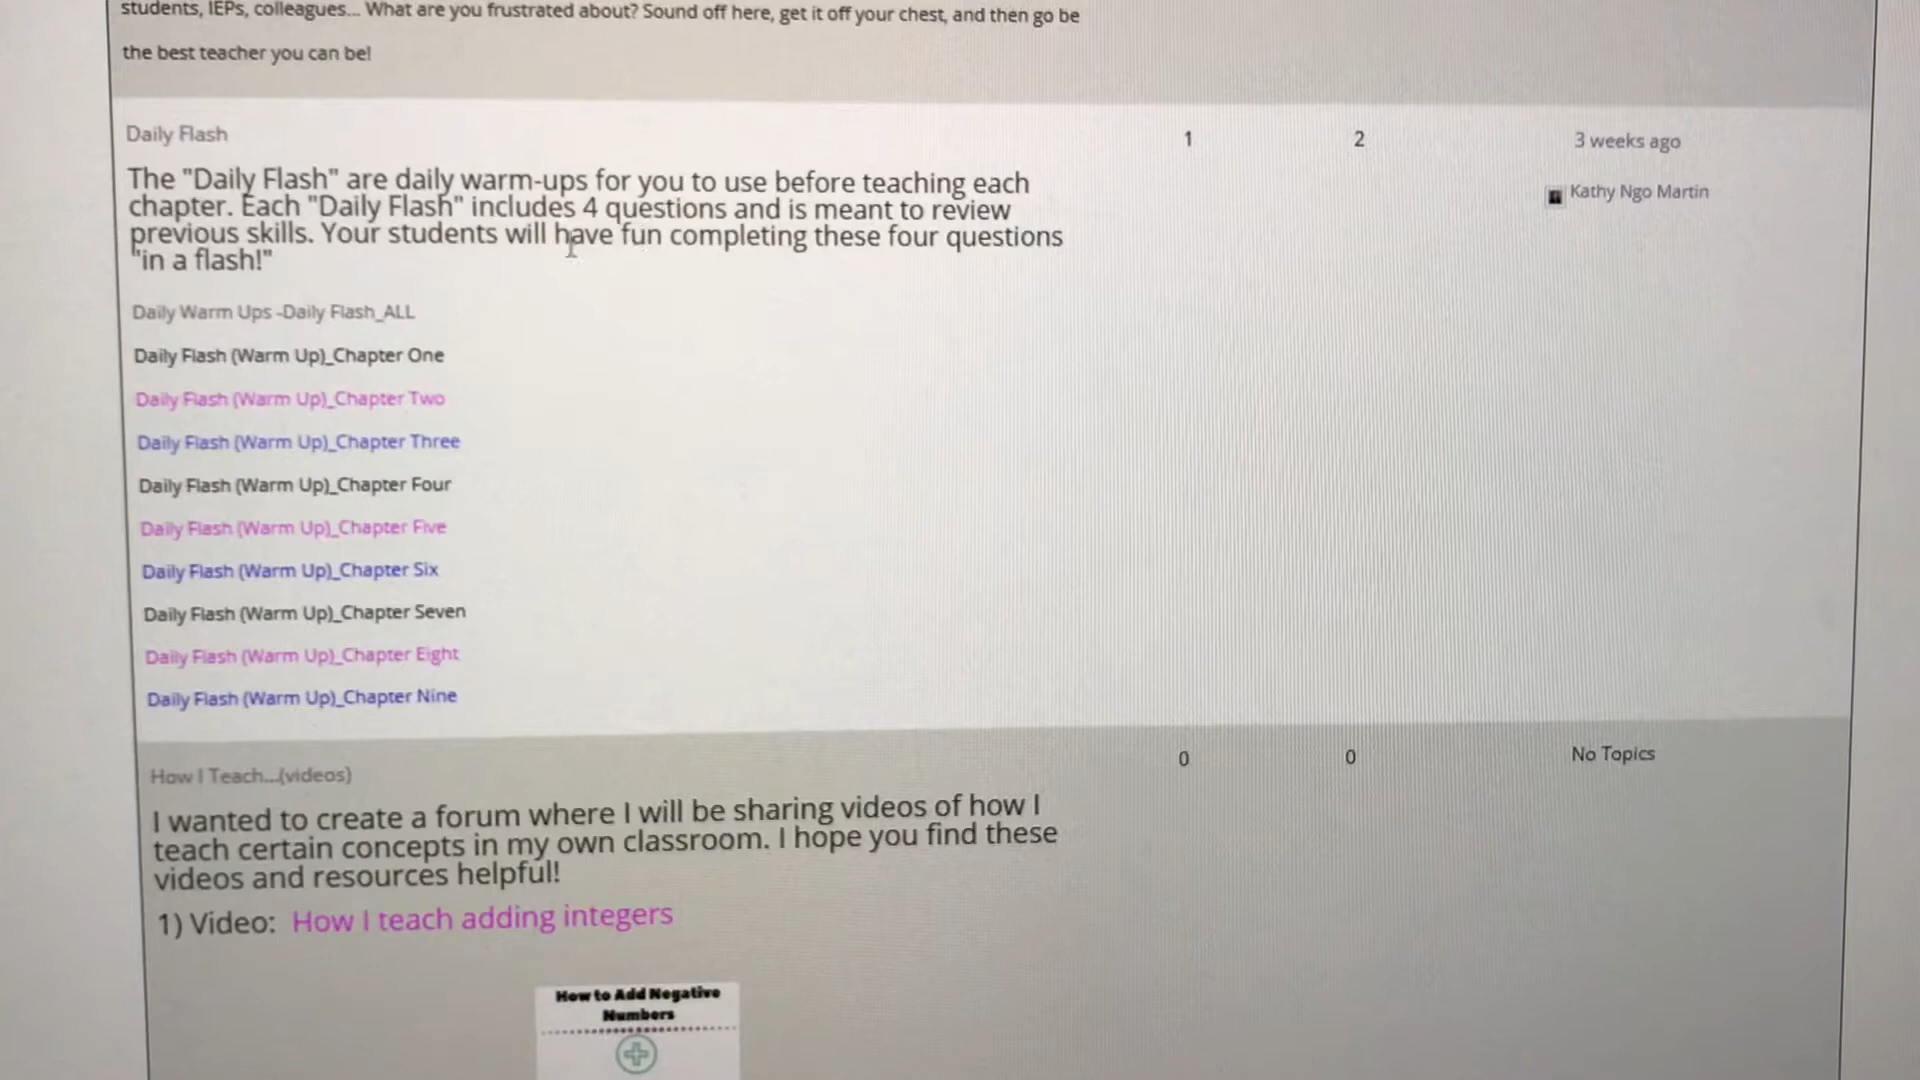 students, IEPs, colleagues... What are you frustrated about? Sound off here, get it off your chest, and then go be
the best teacher you can be!
Daily Flash
1
2
3 weeks ago
Kathy Ngo Martin
The "Daily Flash" are daily warm-ups for you to use before teaching each
chapter. Each "Daily Flash" includes 4 questions and is meant to review
previous skills. Your students will have fun completing these four questions
"in a flash!"
Daily Warm Ups -Daily Flash_ALL
Daily Flash (Warm Up)_Chapter One
Daily Flash (Warm Up)_Chapter Two
Daily Flash (Warm Up)_Chapter Three
Daily Flash (Warm Up)_Chapter Four
Daily Flash (Warm Up)_Chapter Five
Daily Flash (Warm Up)_Chapter Six
Daily Flash (Warm Up)_Chapter Seven
Daily Flash (Warm Up)_Chapter Eight
Daily Flash (Warm Up)_Chapter Nine
How I Teach...(videos)
0
0
No Topics
I wanted to create a forum where I will be sharing videos of how I
teach certain concepts in my own classroom. I hope you find these
videos and resources helpful!
1) Video: How I teach adding integers
How to Add Negative
Numbers